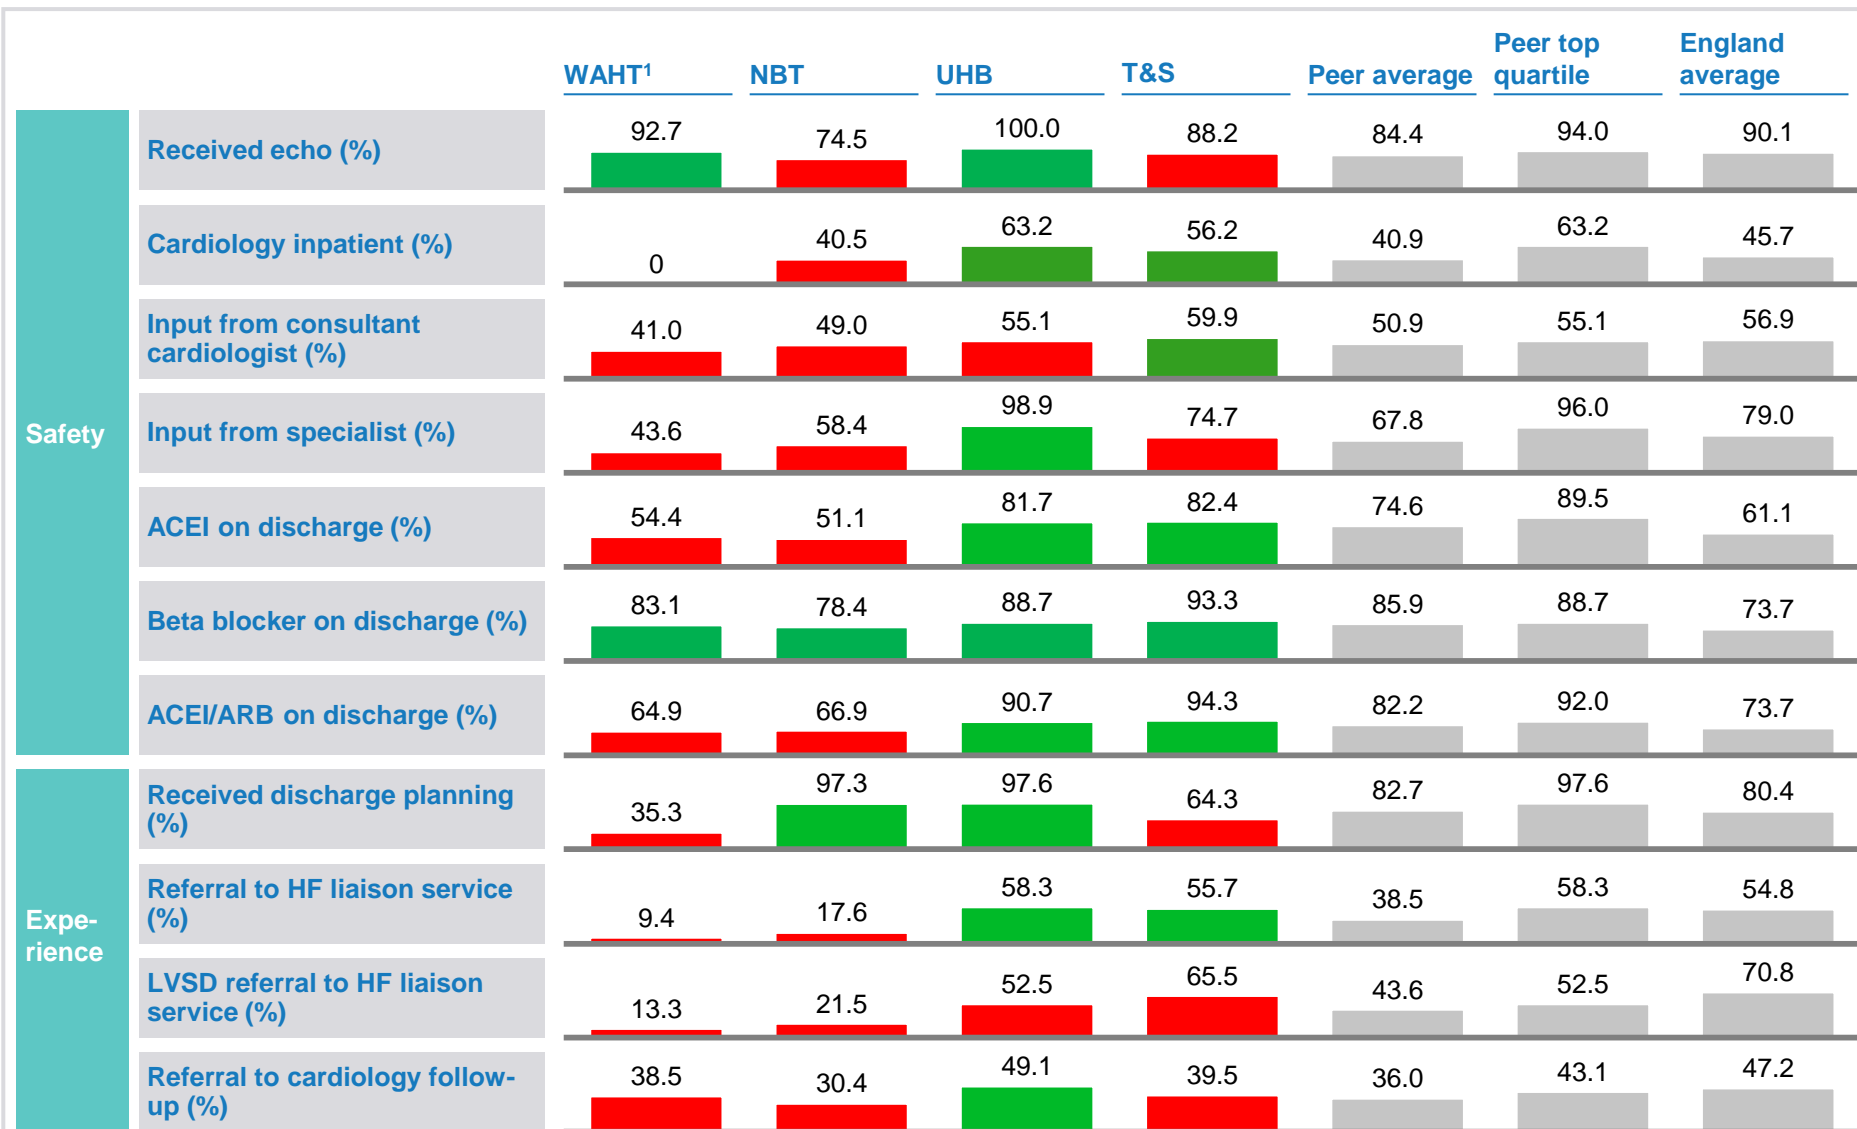 WAHT1 NBT UHB T&S Peer average Peer top quartile England average
Safety
Received echo (%) 92.7 74.5 100.0 88.2 84.4 94.0 90.1
Cardiology inpatient (%) 0 40.5 63.2 56.2 40.9 63.2 45.7
Input from consultant
cardiologist (%) 41.0 49.0 55.1 59.9 50.9 55.1 56.9
Input from specialist (%) 43.6 58.4 98.9 74.7 67.8 96.0 79.0
ACEI on discharge (%) 54.4 51.1 81.7 82.4 74.6 89.5 61.1
Beta blocker on discharge (%) 83.1 78.4 88.7 93.3 85.9 88.7 73.7
ACEI/ARB on discharge (%) 64.9 66.9 90.7 94.3 82.2 92.0 73.7
Expe-
rience
Received discharge planning
(%) 35.3 97.3 97.6 64.3 82.7 97.6 80.4
Referral to HF liaison service
(%) 9.4 17.6 58.3 55.7 38.5 58.3 54.8
LVSD referral to HF liaison
service (%) 13.3 21.5 52.5 65.5 43.6 52.5 70.8
Referral to cardiology follow-
up (%) 38.5 30.4 49.1 39.5 36.0 43.1 47.2